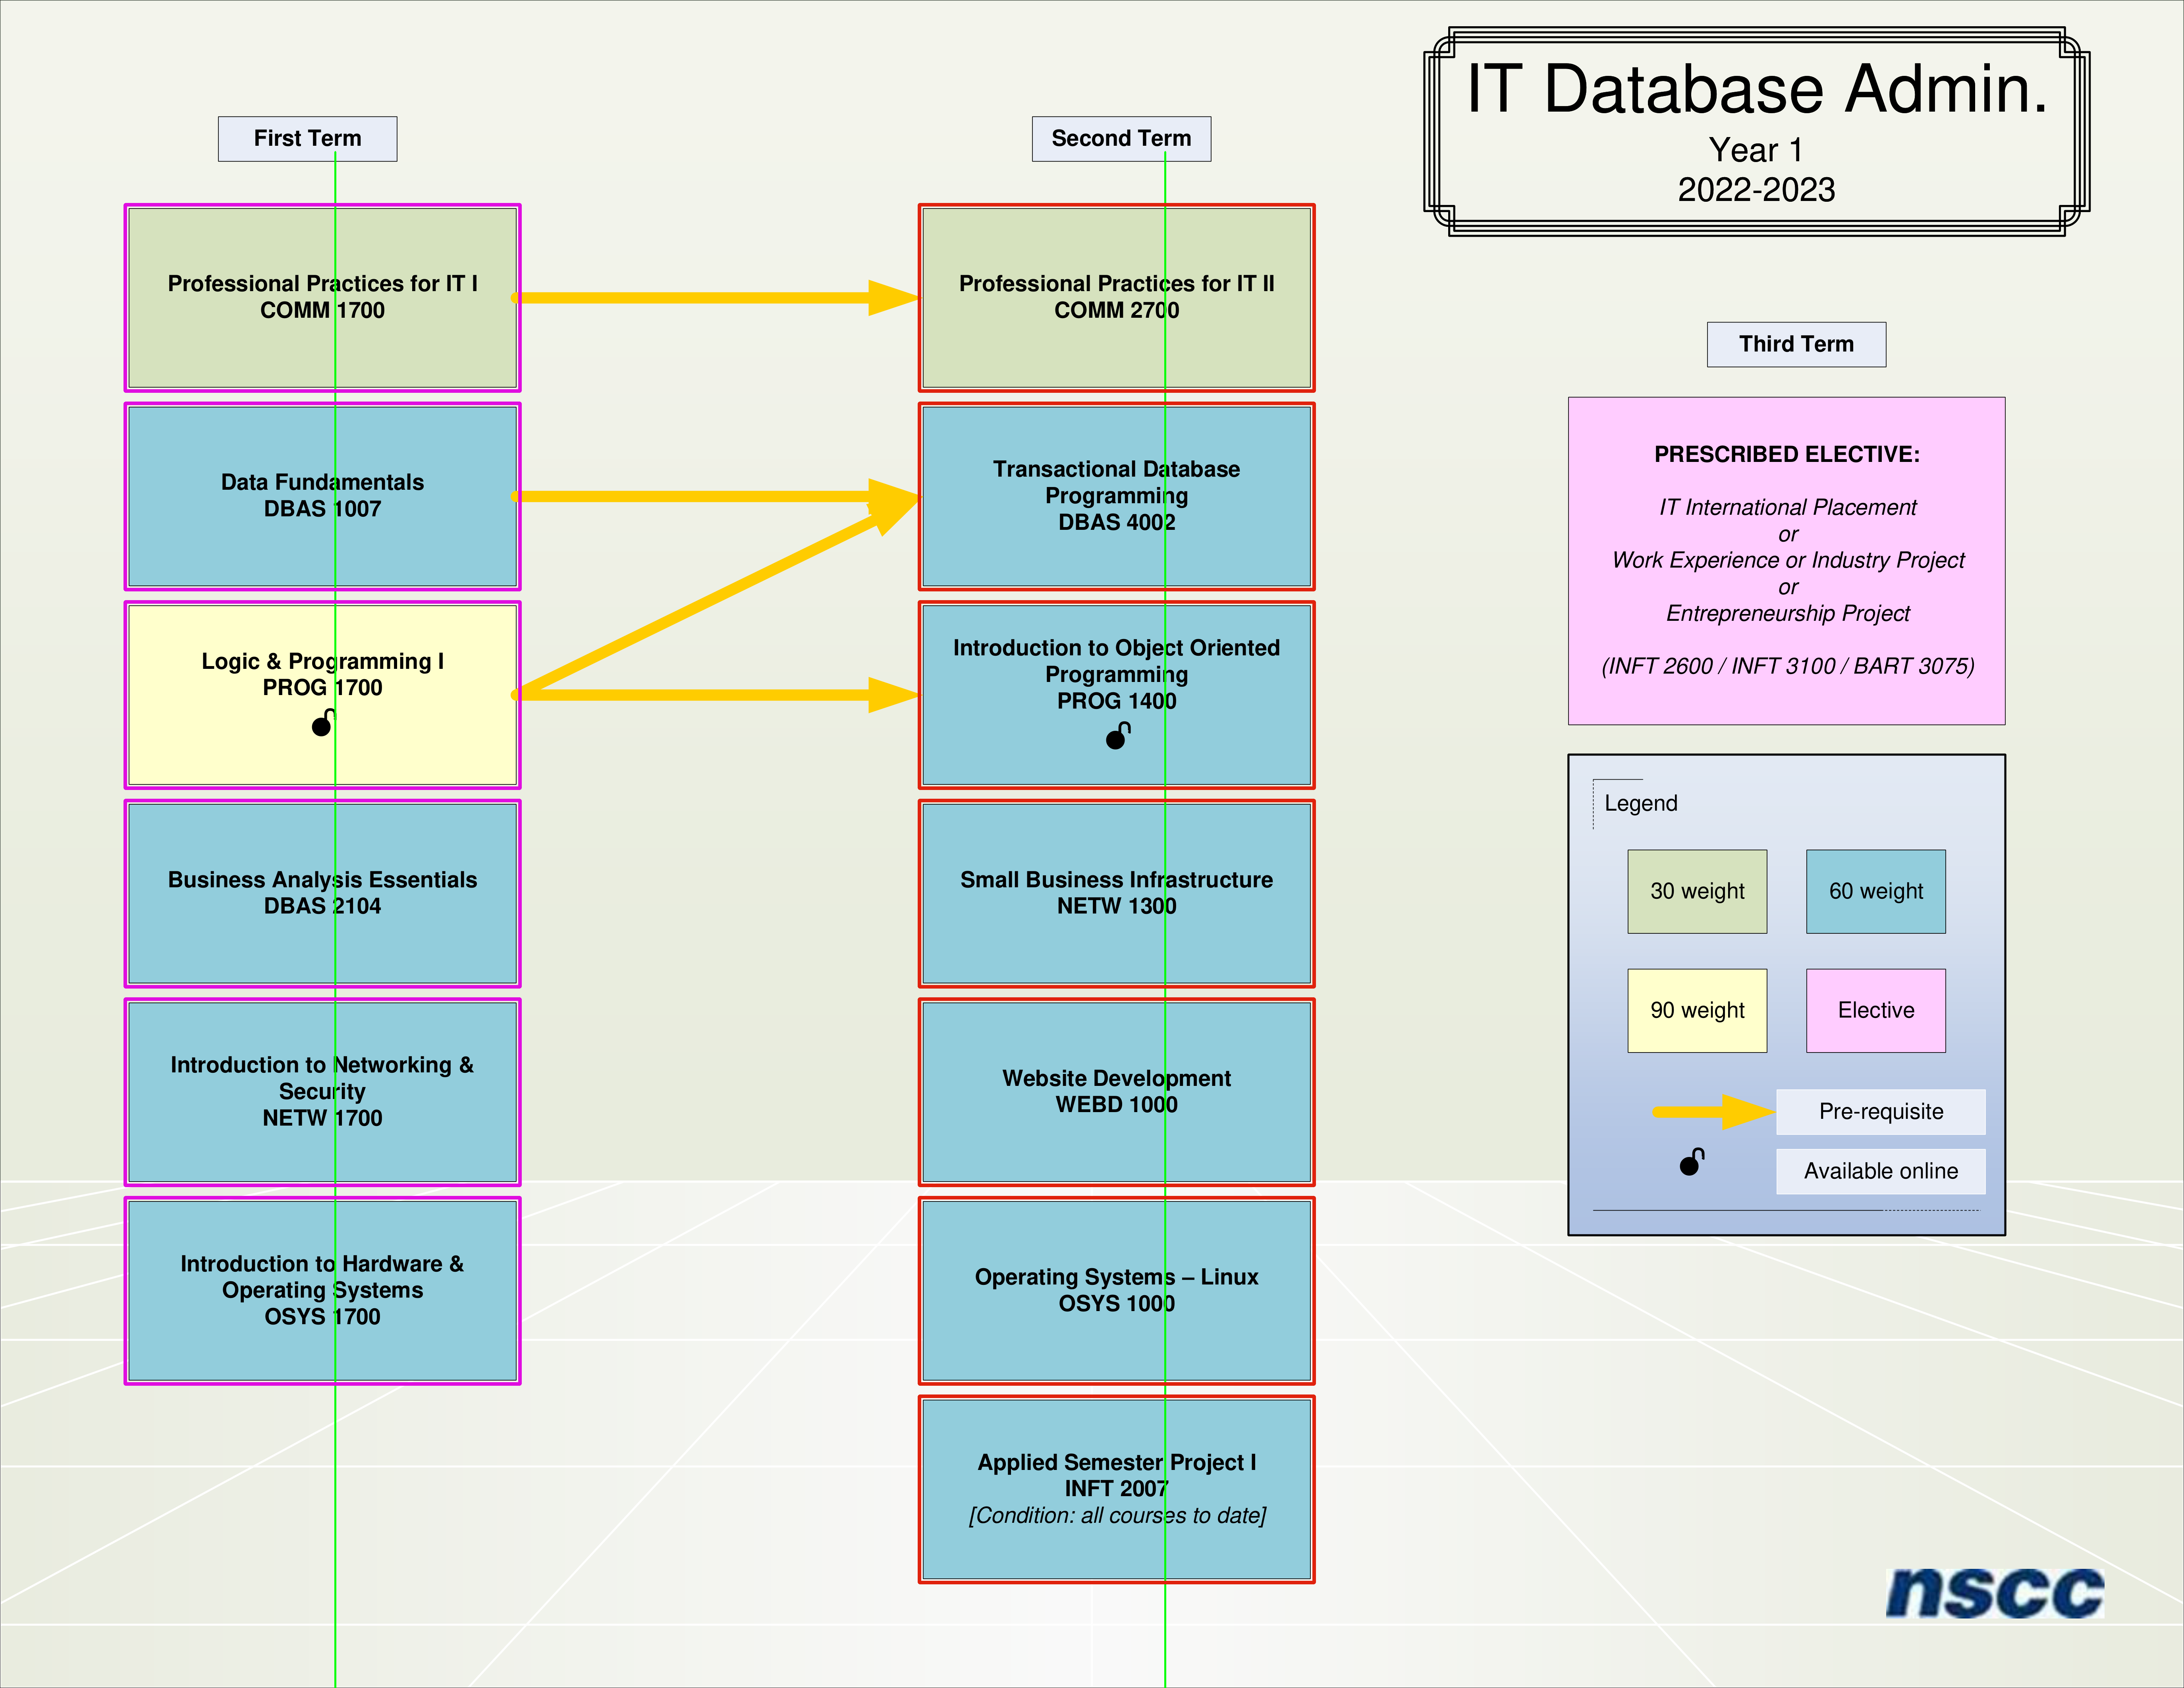 IT Database Admin.
Year 1
2022-2023
First Term
Professional Practices for IT I
COMM 1700
Data Fundamentals
DBAS 1007
Logic & Programming I
PROG 1700
Business Analysis Essentials
DBAS 2104
Introduction to Networking &
Security
NETW 1700
Introduction to Hardware &
Operating Systems
OSYS 1700
Second Term
Professional Practices for IT II
COMM 2700
Transactional Database
Programming
DBAS 4002
Introduction to Object Oriented
Programming
PROG 1400
Small Business Infrastructure
NETW 1300
Website Development
WEBD 1000
Operating Systems – Linux
OSYS 1000
Applied Semester Project I
INFT 2007
[Condition: all courses to date]
Third Term
PRESCRIBED ELECTIVE:
IT International Placement
or
Work Experience or Industry Project
or
Entrepreneurship Project
(INFT 2600 / INFT 3100 / BART 3075)
Legend
30 weight
60 weight
90 weight
Elective
Pre-requisite
Available online
nscc